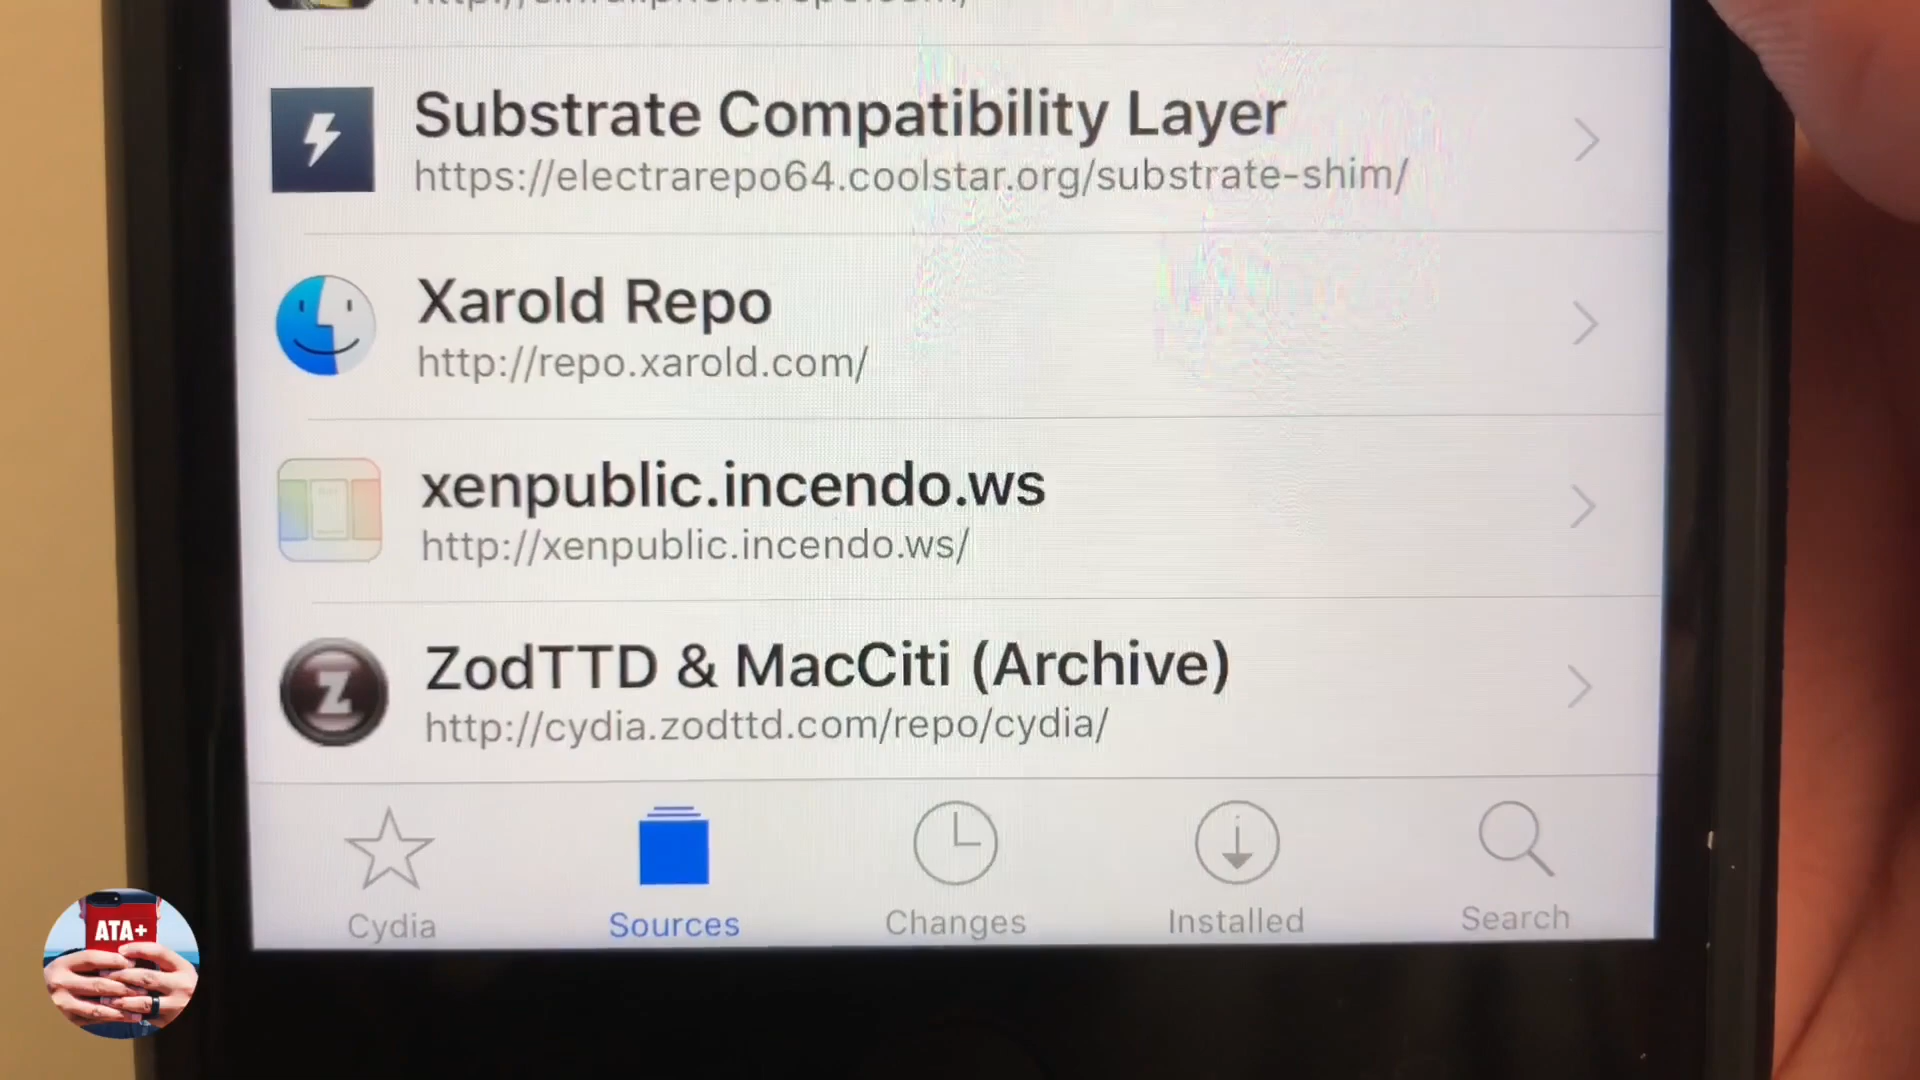 Substrate Compatibility Layer
https://electrarepo64.coolstar.org/substrate-shim/
Xarold Repo
http://repo.xarold.com/
xenpublic.incendo.ws
http://xenpublic.incendo.ws/
Z
ZodTTD & MacCiti (Archive)
http://cydia.zodttd.com/repo/cydia/
Cydia
Sources
Changes
Installed
Search
ATA+